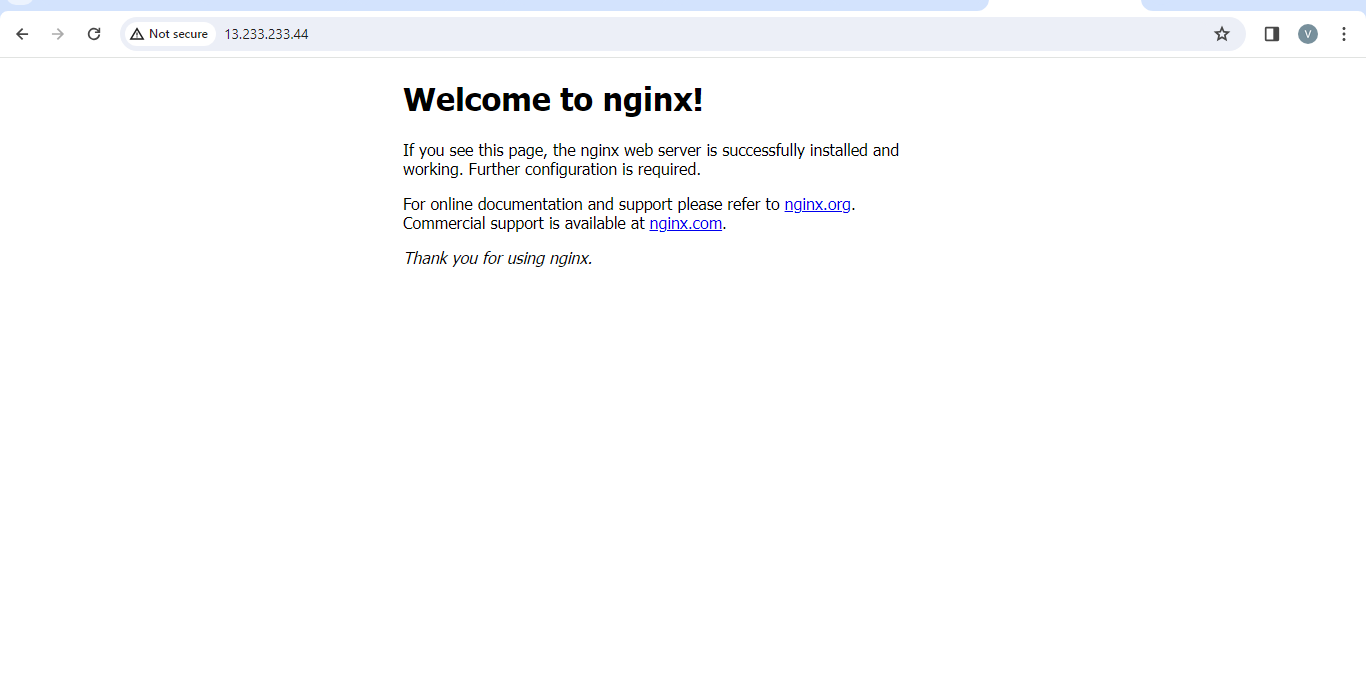 Not secure 13.233.233.44
V
Welcome to nginx!
If you see this page, the nginx web server is successfully installed and
working. Further configuration is required.
For online documentation and support please refer to nginx.org.
Commercial support is available at nginx.com.
Thank you for using nginx.